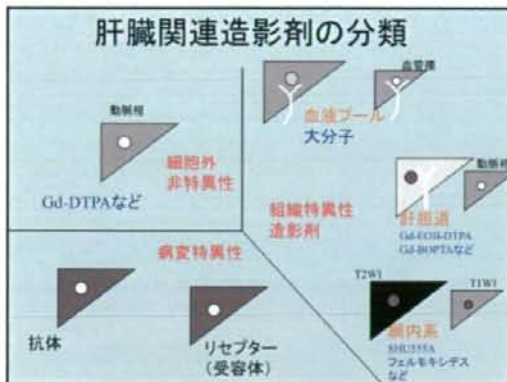 肝臓関連造影剤の分類
動脈相
細胞外
非特異性
Gd-DTPAなど
血管種
血液プール
大分子
組織特異性
造影剤
動脈相
肝胆道
Gd-EOB-DTPA
Gd-BOPTAなど
病変特異性
抗体
リセプター
(受容体)
T2WI
T1WI
網内系
SHU555A
フェルモキシデス
など